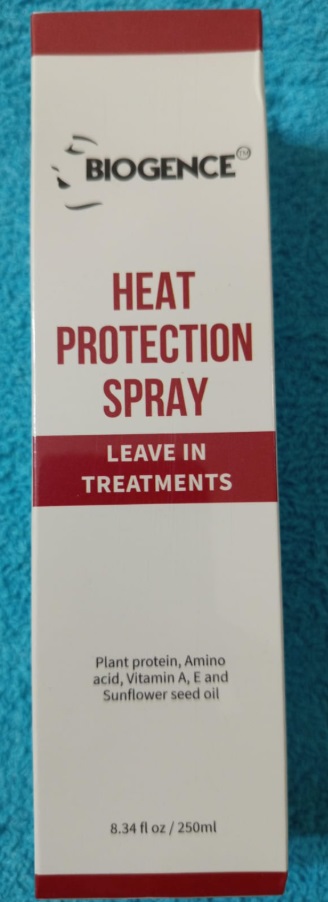 BIOGENCE™
HEAT
PROTECTION
SPRAY
LEAVE IN
TREATMENTS
Plant protein, Amino
acid, Vitamin A, E and
Sunflower seed oil
8.34 fl oz / 250ml